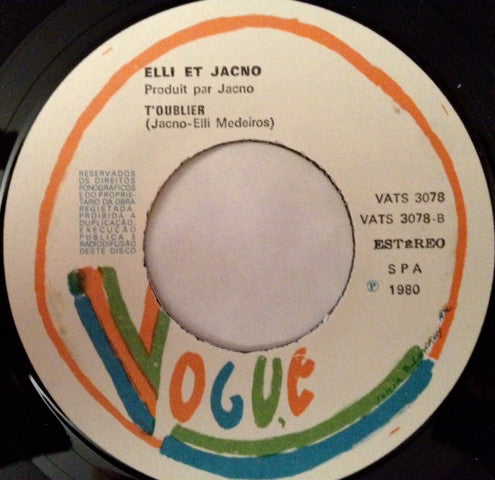 ELLI ET JACNO
Produit par Jacno
T'OUBLIER
(Jacno-Elli Medeiros)
RESERVADOS
OS DIREITOS
FONOGRAFICOS
E DO PROPRIE-
TARIO DA OBRA
REGISTADA.
PROIBIDA A
DUPLICAÇÃO,
EXECUÇÃO
PUBLICA E
RADIODIFUSÃO
DESTE DISCO
VATS 3078
VATS 3078-B
ESTéREO
SPA
Ⓟ 1980
VOGUE